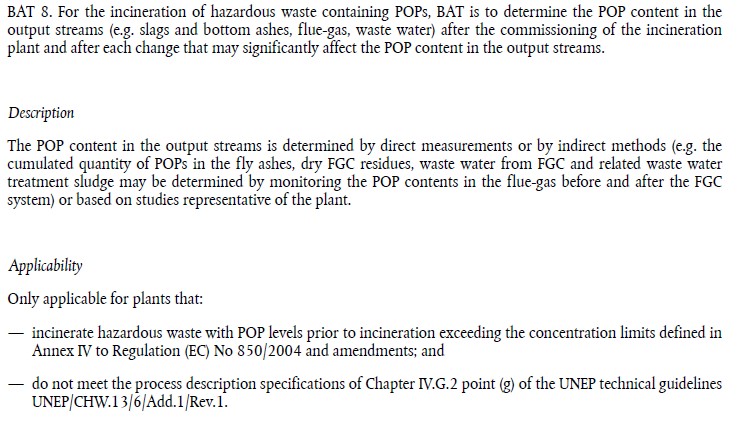 BAT 8. For the incineration of hazardous waste containing POPs, BAT is to determine the POP content in the
output streams (e.g. slags and bottom ashes, flue-gas, waste water) after the commissioning of the incineration
plant and after each change that may significantly affect the POP content in the output streams.
Description
The POP content in the output streams is determined by direct measurements or by indirect methods (e.g. the
cumulated quantity of POPs in the fly ashes, dry FGC residues, waste water from FGC and related waste water
treatment sludge may be determined by monitoring the POP contents in the flue-gas before and after the FGC
system) or based on studies representative of the plant.
Applicability
Only applicable for plants that:
— incinerate hazardous waste with POP levels prior to incineration exceeding the concentration limits defined in
Annex IV to Regulation (EC) No 850/2004 and amendments; and
— do not meet the process description specifications of Chapter IV.G.2 point (g) of the UNEP technical guidelines
UNEP/CHW.13/6/Add.1/Rev.1.